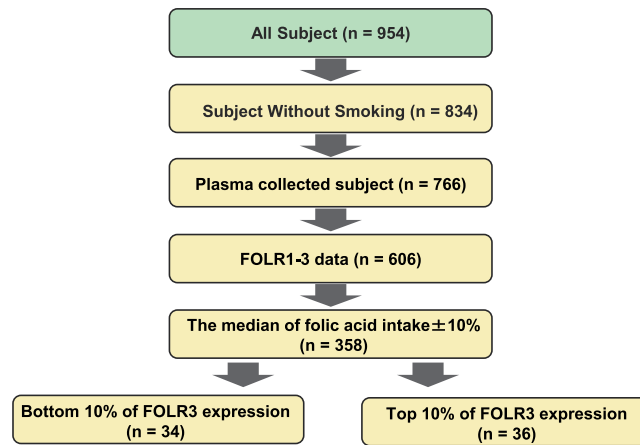 All Subject (n = 954)
Subject Without Smoking (n = 834)
Plasma collected subject (n = 766)
FOLR1-3 data (n = 606)
The median of folic acid intake±10%
(n = 358)
Bottom 10% of FOLR3 expression
(n = 34)
Top 10% of FOLR3 expression
(n = 36)